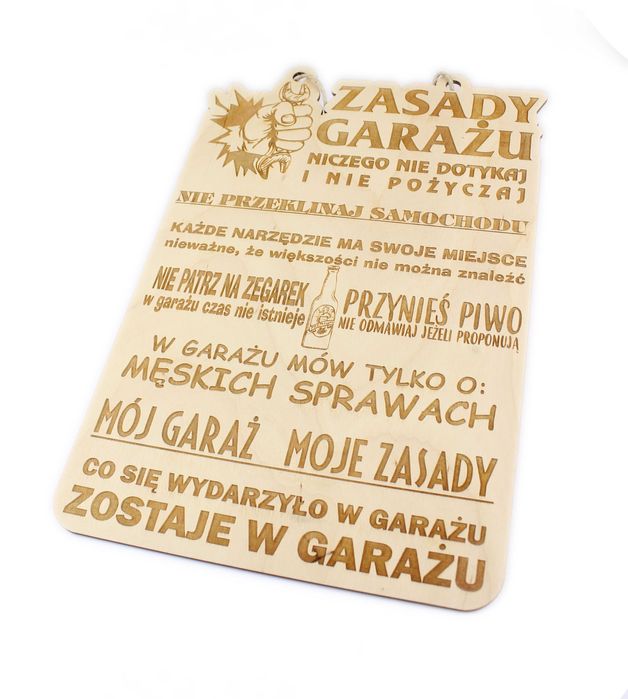 ZASADY
GARAŻU
NICZEGO NIE DOTYKAJ
I NIE POŻYCZAJ
NIE PRZEKLINAJ SAMOCHODU
KAŻDE NARZĘDZIE MA SWOJE MIEJSCE
nieważne, że większości nie można znaleźć
NIE PATRZ NA ZEGAREK
w garażu czas nie istnieje
PRZYNIEŚ PIWO
NIE ODMAWIAJ JEŻELI PROPONUJĄ
W GARAŻU MÓW TYLKO O:
MĘSKICH SPRAWACH
MÓJ GARAŻ MOJE ZASADY
CO SIĘ WYDARZYŁO W GARAŻU
ZOSTAJE W GARAŻU